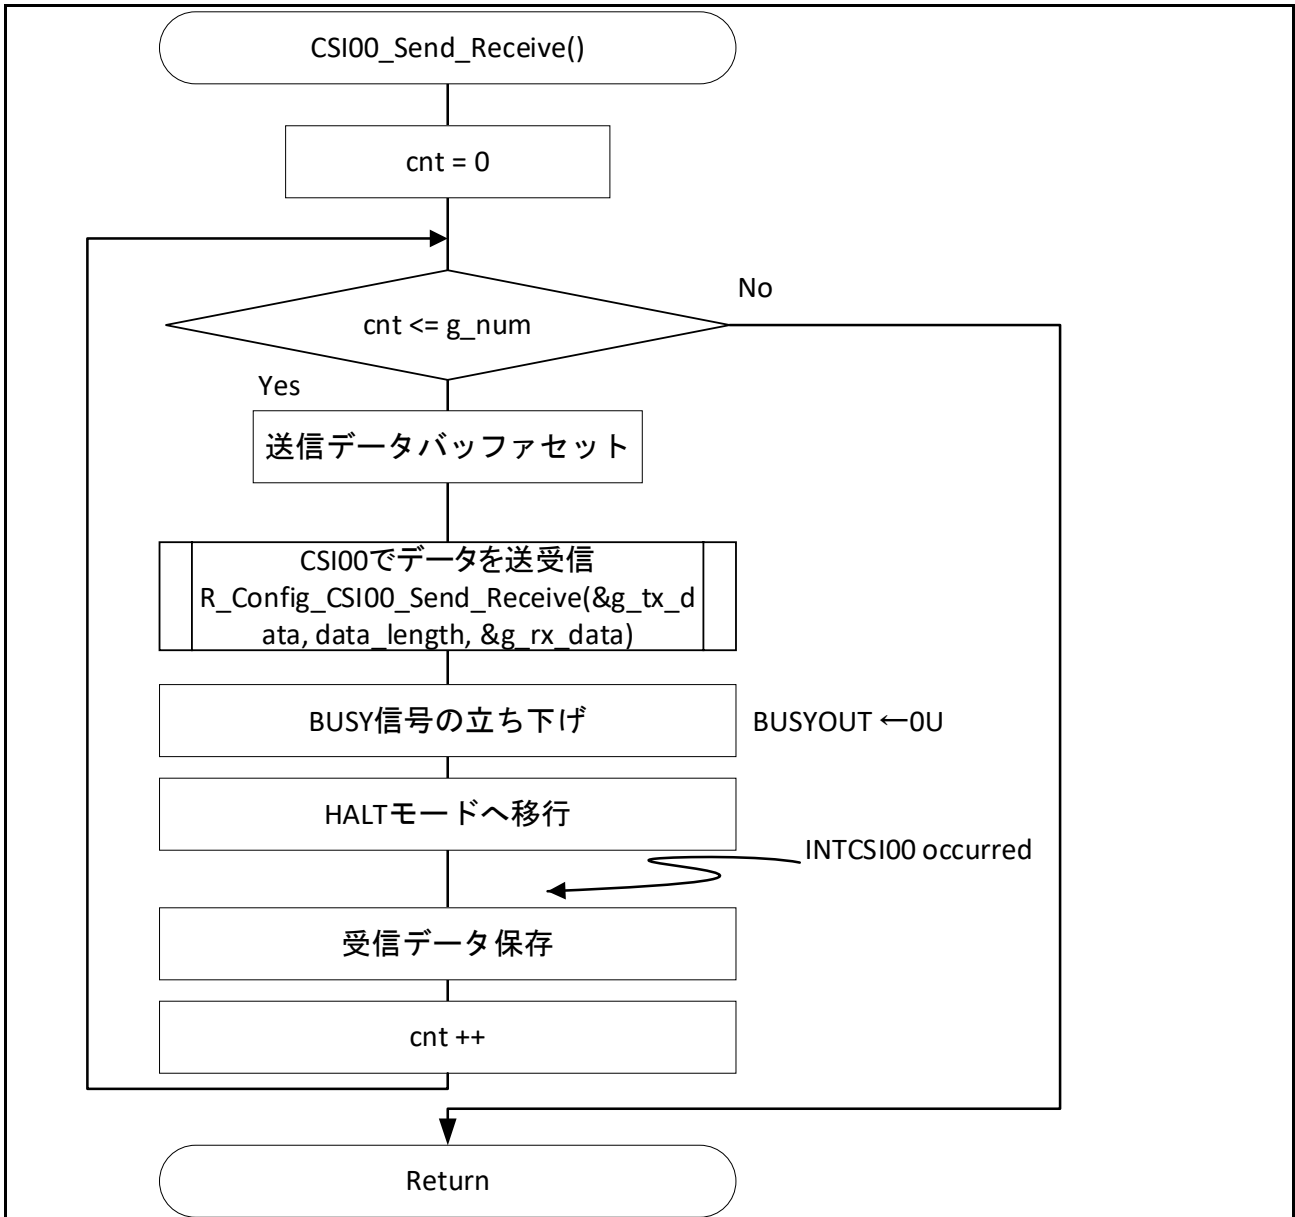 CSI00_Send_Receive()
cnt = 0
No
cnt <= g_num
Yes
送信データバッファセット
CSI00でデータを送受信
R_Config_CSI00_Send_Receive(&g_tx_d
ata, data_length, &g_rx_data)
BUSY信号の立ち下げ
BUSYOUT ←0U
HALTモードへ移行
INTCSI00 occurred
受信データ保存
cnt ++
Return